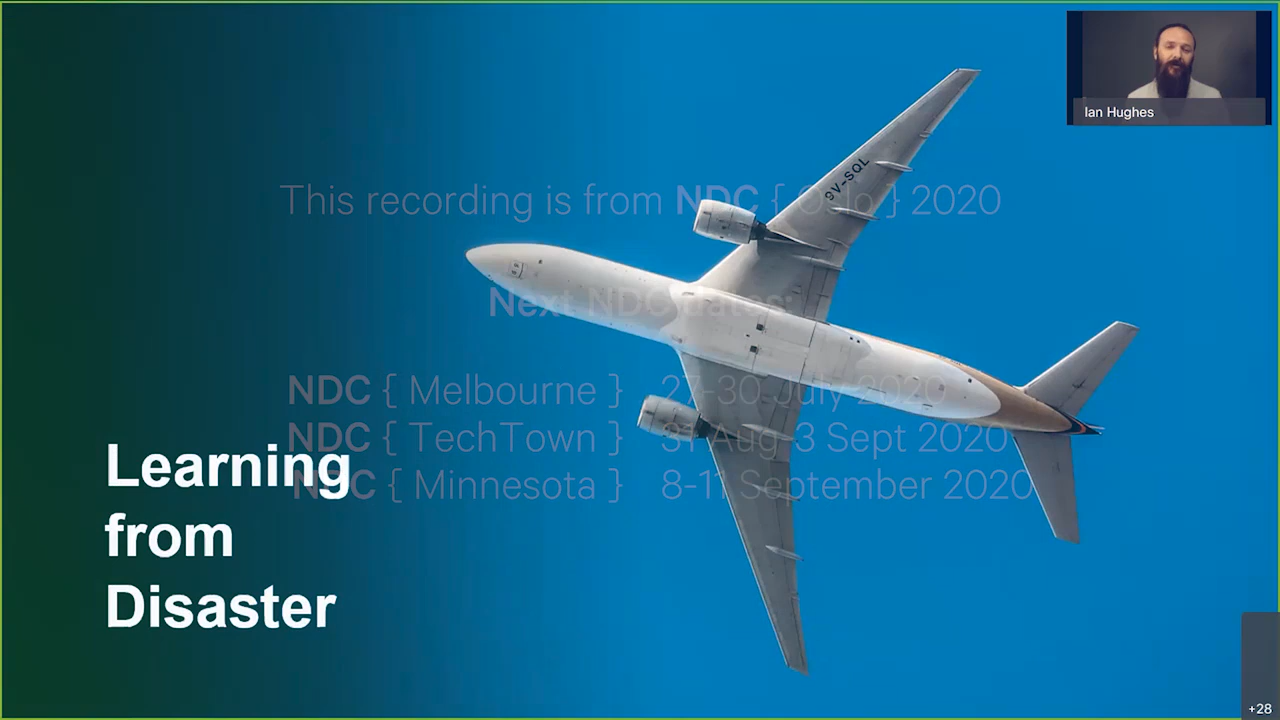 Ian Hughes
9V-SQL
This recording is from NDC { Oslo } 2020
Next NDC dates:
NDC { Melbourne } 27-30 July 2020
NDC { TechTown } 31 Aug-3 Sept 2020
NDC { Minnesota } 8-11 September 2020
Learning
from
Disaster
+28